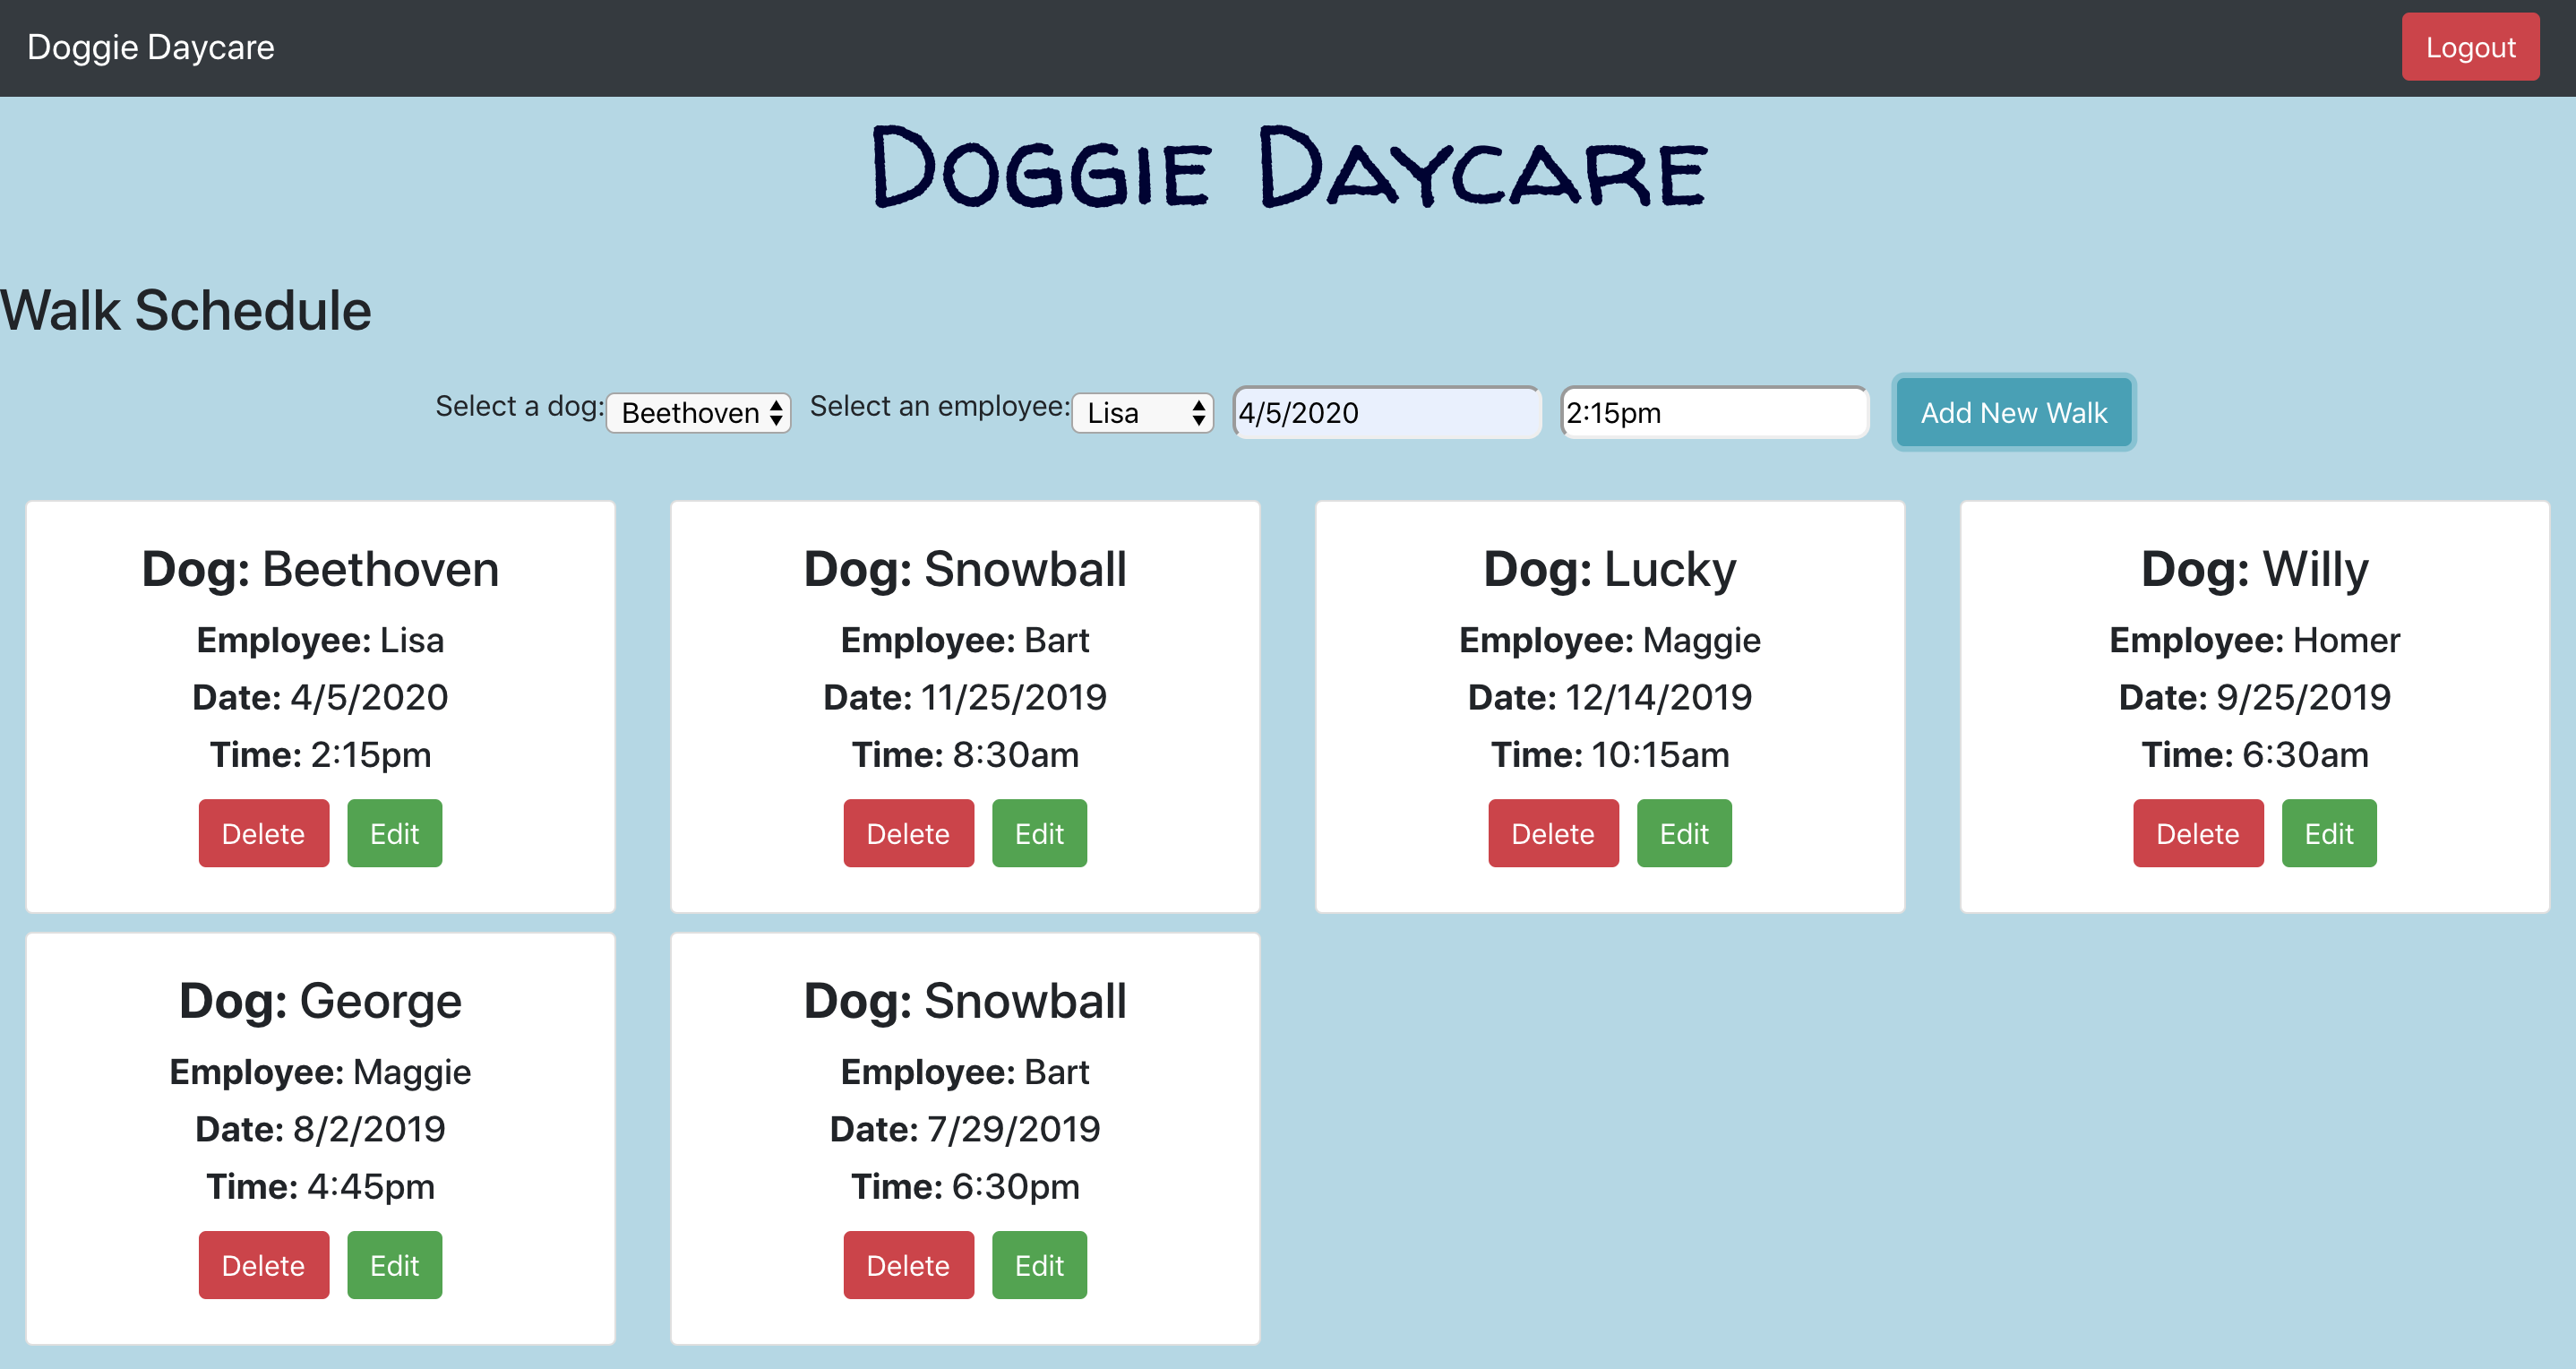 Doggie Daycare
Logout
Doggie Daycare
Walk Schedule
Select a dog: Beethoven Select an employee: Lisa 4/5/2020 2:15pm Add New Walk
Dog: Beethoven
Employee: Lisa
Date: 4/5/2020
Time: 2:15pm
Delete Edit
Dog: Snowball
Employee: Bart
Date: 11/25/2019
Time: 8:30am
Delete Edit
Dog: Lucky
Employee: Maggie
Date: 12/14/2019
Time: 10:15am
Delete Edit
Dog: Willy
Employee: Homer
Date: 9/25/2019
Time: 6:30am
Delete Edit
Dog: George
Employee: Maggie
Date: 8/2/2019
Time: 4:45pm
Delete Edit
Dog: Snowball
Employee: Bart
Date: 7/29/2019
Time: 6:30pm
Delete Edit